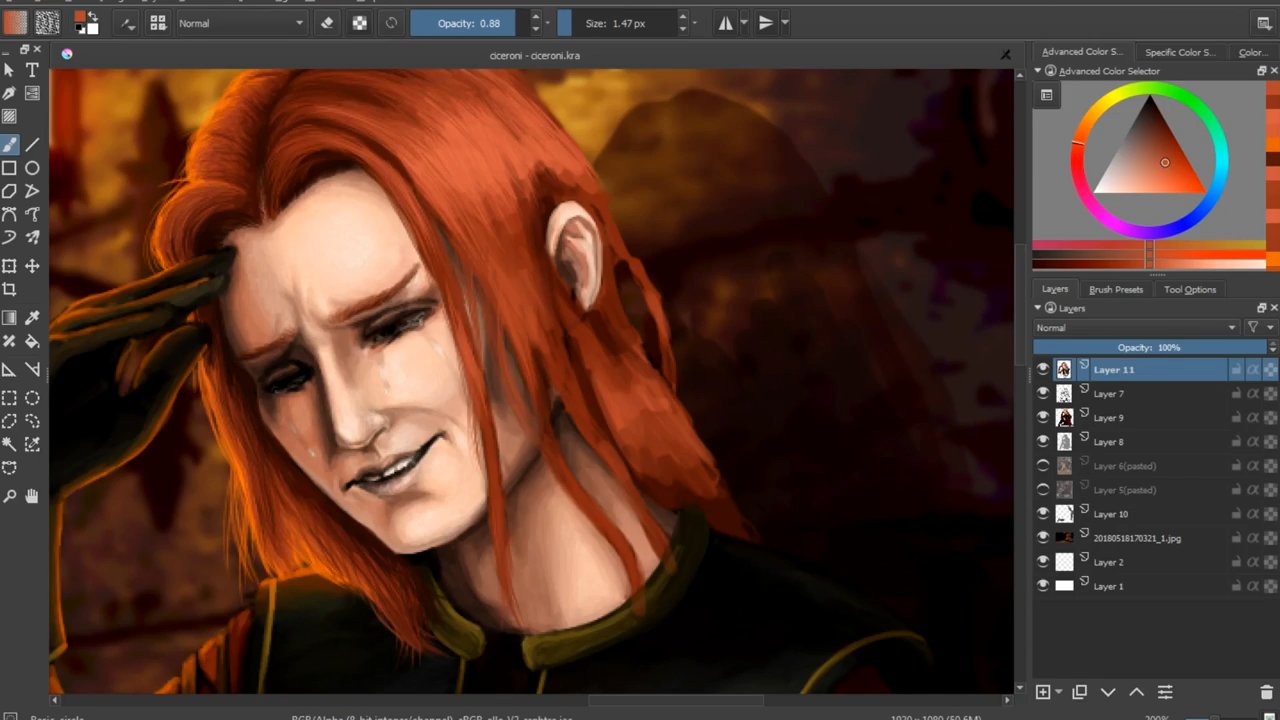 Normal
Opacity: 0.88
Size: 1.47 px
ciceroni - ciceroni.kra
Advanced Color S...
Specific Color S...
Color...
Advanced Color Selector
Layers
Brush Presets
Tool Options
Layers
Normal
Opacity: 100%
Layer 11
Layer 7
Layer 9
Layer 8
Layer 6(pasted)
Layer 5(pasted)
Layer 10
20180518170321_1.jpg
Layer 2
Layer 1